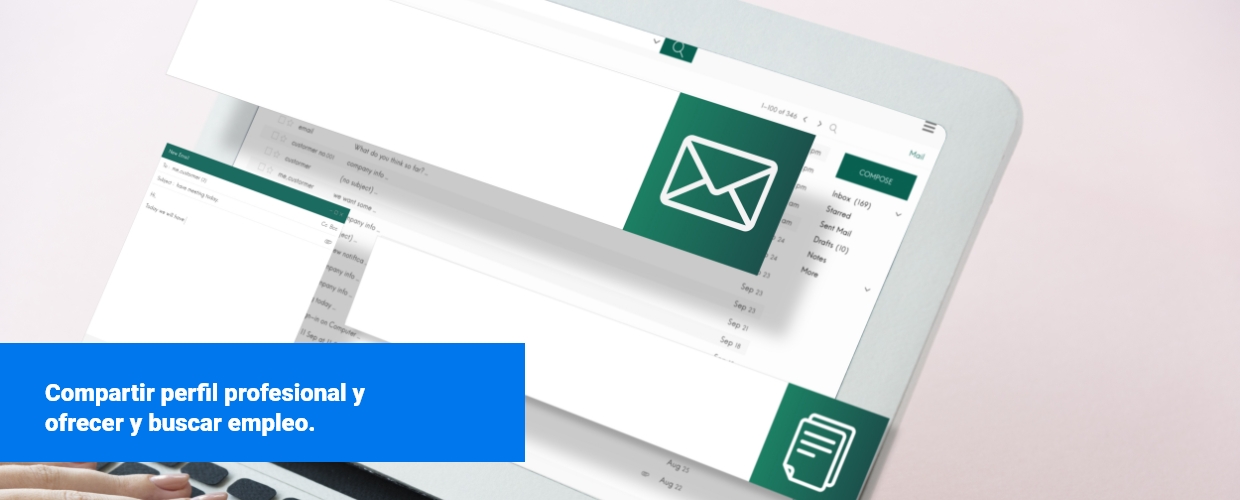 1–100 of 346
Mail
COMPOSE
Inbox (169)
Starred
Sent Mail
Drafts (10)
Notes
More
email
customer
me, customer
What do you think so far? ..
company info ..
[no subject] ..
we want some ..
New Email
me.customer
Subject: have meeting today
Hi,
Today we will have
Sep 23
Sep 23
Sep 21
Sep 18
Aug 25
Aug 22
Compartir perfil profesional y
ofrecer y buscar empleo.